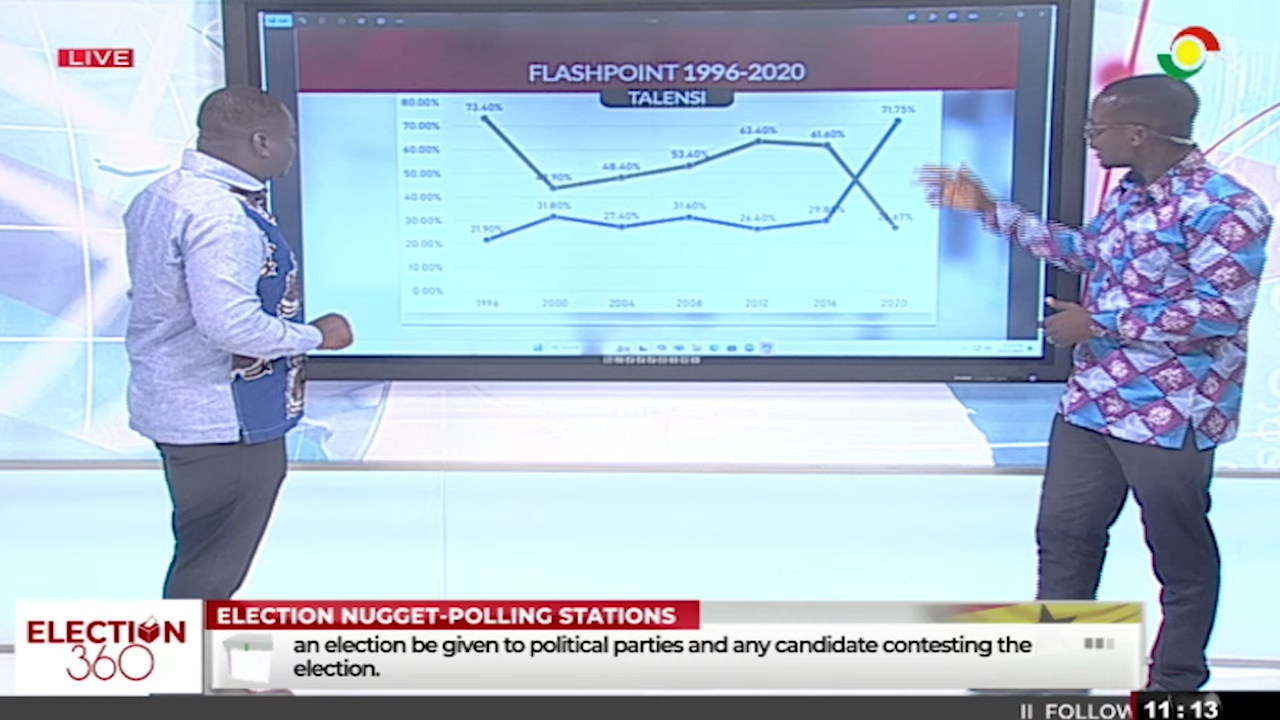 LIVE
FLASHPOINT 1996-2020
TALENSI
80.00%
73.40%
71.75%
70.00%
63.40%
61.60%
60.00%
53.40%
48.40%
50.00%
.90%
40.00%
31.80%
27.40%
31.60%
26.40%
30.00%
21.90%
20.00%
10.00%
0.00%
1996 2000 2004 2008 2012 2016 2020
ELECTION
360
ELECTION NUGGET-POLLING STATIONS
an election be given to political parties and any candidate contesting the
election.
FOLLOW
11:13